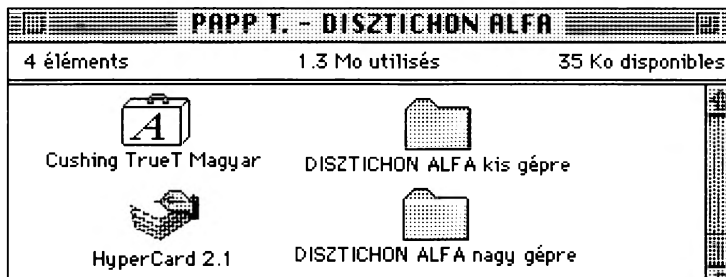 PAPP T. - DISZTICHON ALFA
4 éléments 1.3 Mo utilisés 35 Ko disponibles
A
Cushing TrueT Magyar DISZTICHON ALFA kis gépre
HyperCard 2.1 DISZTICHON ALFA nagy gépre